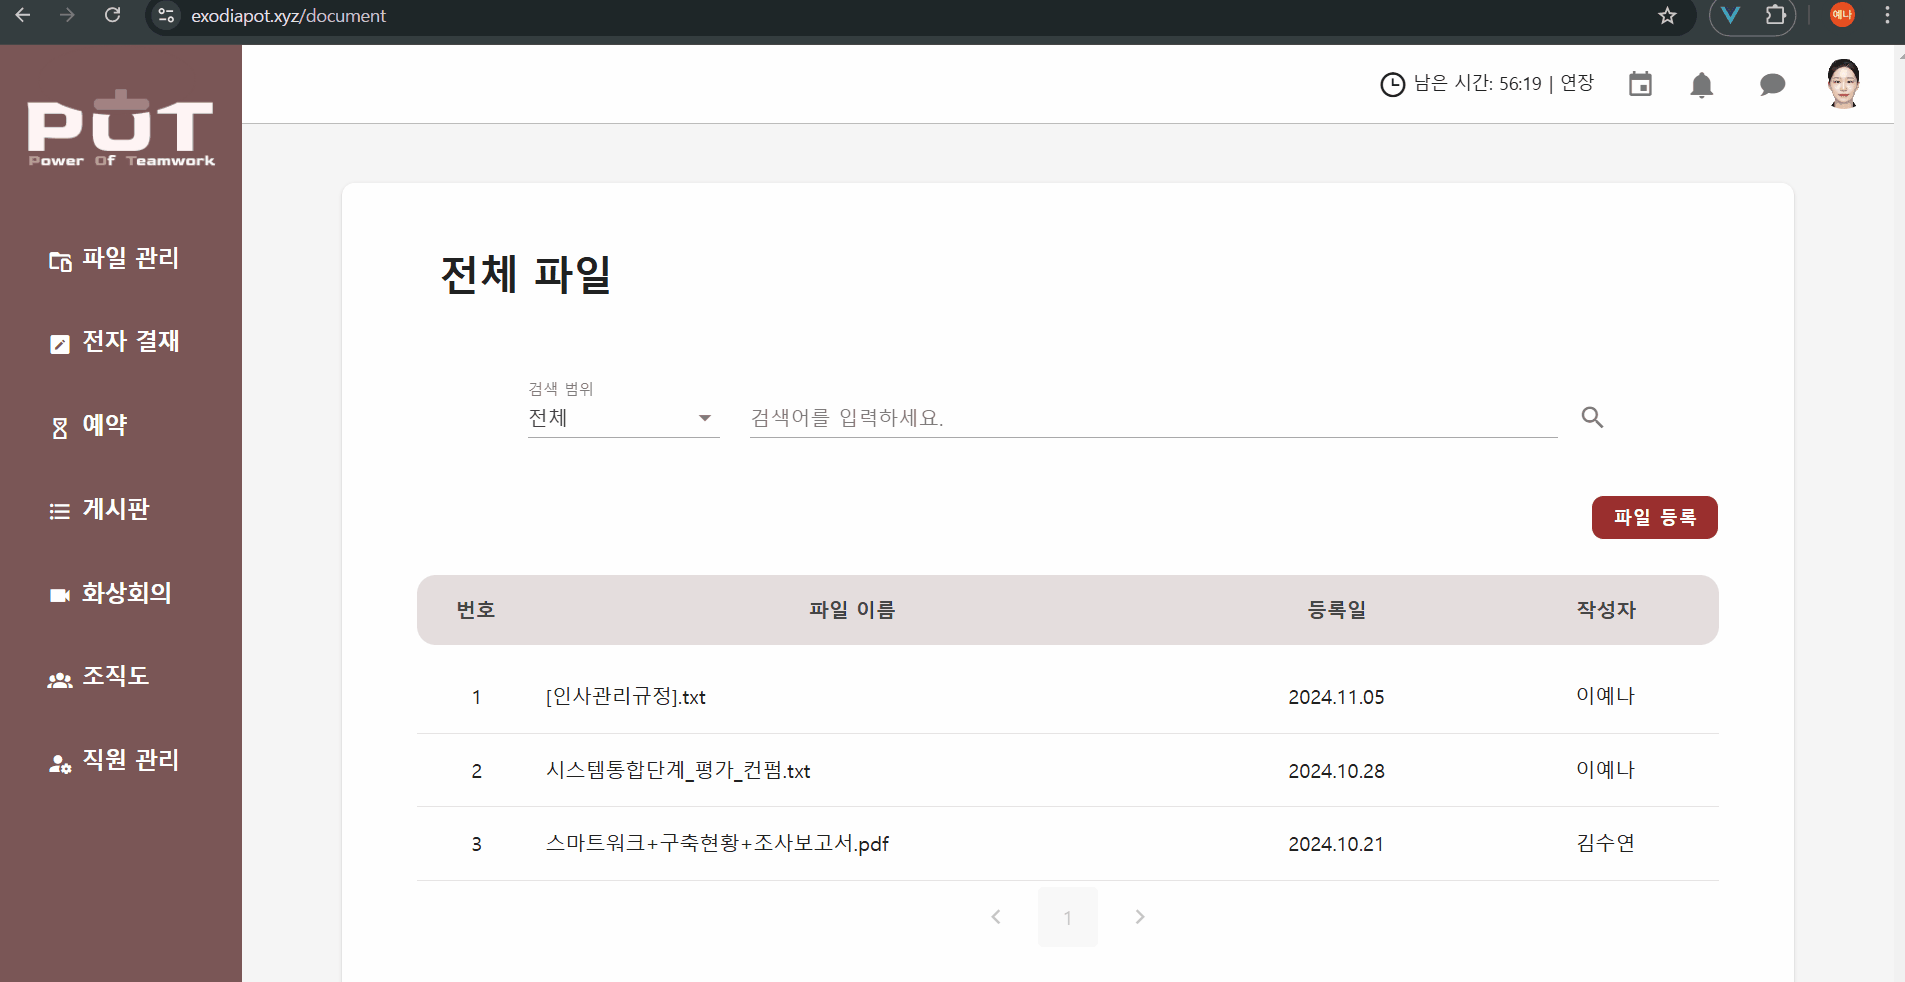 exodiapot.xyz/document
예나
POT
Power Of Teamwork
남은 시간: 56:19 | 연장
파일 관리
전자 결재
예약
게시판
화상회의
조직도
직원 관리
전체 파일
검색 범위
전체
검색어를 입력하세요.
파일 등록
번호 파일 이름 등록일 작성자
1 [인사관리규정].txt 2024.11.05 이예나
2 시스템통합단계_평가_컨펌.txt 2024.10.28 이예나
3 스마트워크+구축현황+조사보고서.pdf 2024.10.21 김수연
1